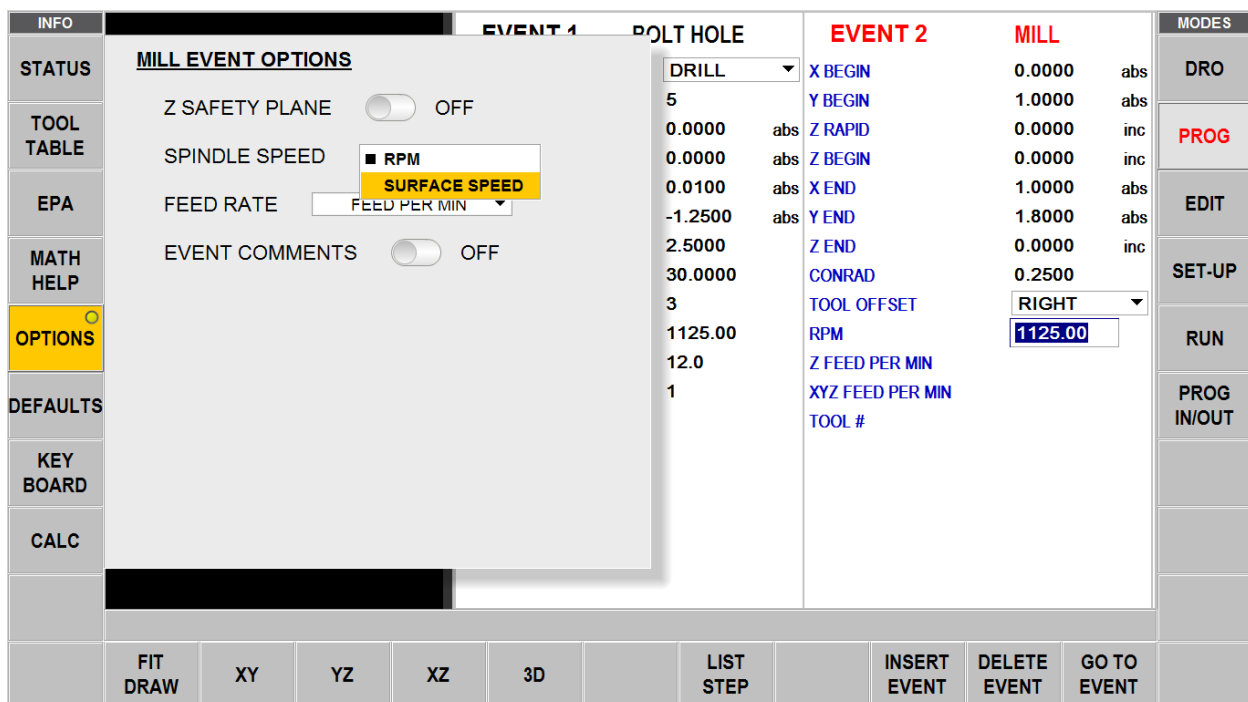 INFO
STATUS
TOOL
TABLE
EPA
MATH
HELP
OPTIONS
DEFAULTS
KEY
BOARD
CALC
MILL EVENT OPTIONS
Z SAFETY PLANE OFF
SPINDLE SPEED RPM
SURFACE SPEED
FEED RATE FEED PER MIN
EVENT COMMENTS OFF
EVENT 1 BOLT HOLE
DRILL
5
0.0000 abs
0.0000 abs
0.0100 abs
-1.2500 abs
2.5000
30.0000
3
1125.00
12.0
1
EVENT 2 MILL
X BEGIN 0.0000 abs
Y BEGIN 1.0000 abs
Z RAPID 0.0000 inc
Z BEGIN 0.0000 inc
X END 1.0000 abs
Y END 1.8000 abs
Z END 0.0000 inc
CONRAD 0.2500
TOOL OFFSET RIGHT
RPM 1125.00
Z FEED PER MIN
XYZ FEED PER MIN
TOOL #
MODES
DRO
PROG
EDIT
SET-UP
RUN
PROG
IN/OUT
FIT
DRAW
XY
YZ
XZ
3D
LIST
STEP
INSERT
EVENT
DELETE
EVENT
GO TO
EVENT